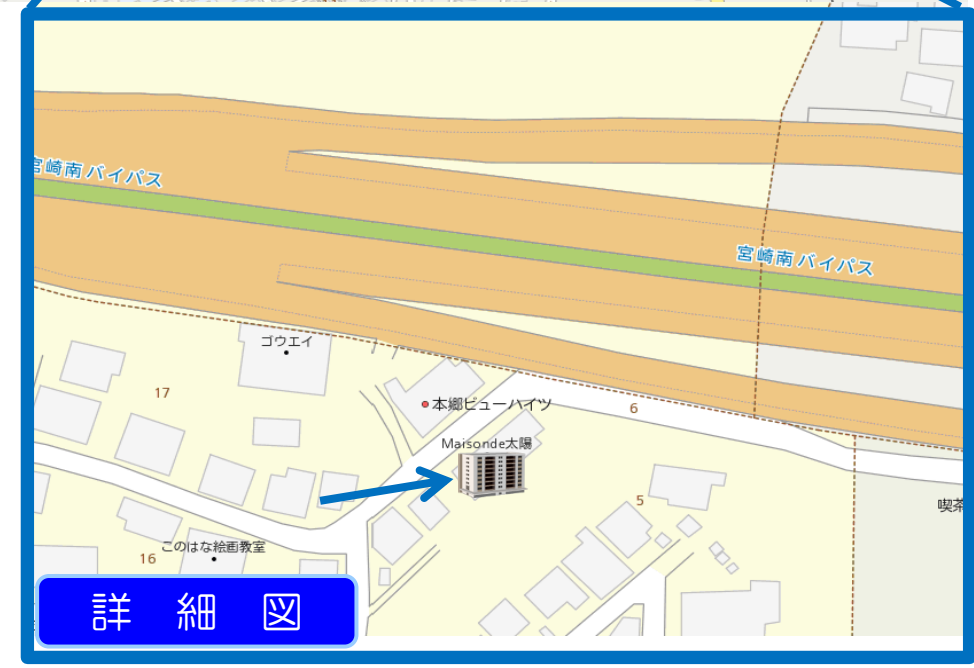 宮崎南バイパス
宮崎南バイパス
ゴウエイ
17
本郷ビューハイツ
6
Maisonde太陽
5
喫茶
このはな絵画教室
16
詳 細 図